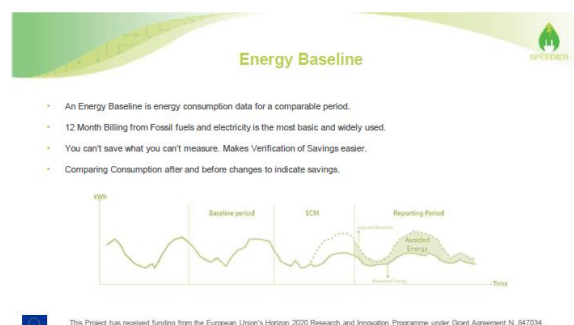 SPEEDIER
Energy Baseline
An Energy Baseline is energy consumption data for a comparable period.
12 Month Billing from Fossil fuels and electricity is the most basic and widely used.
You can't save what you can't measure. Makes Verification of Savings easier.
Comparing Consumption after and before changes to indicate savings.
kWh
Baseline period
ECM
Reporting Period
Adjusted Baseline
Avoided
Energy
Measured Energy
Time
This Project has received funding from the European Union's Horizon 2020 Research and Innovation Programme under Grant Agreement N. 847034